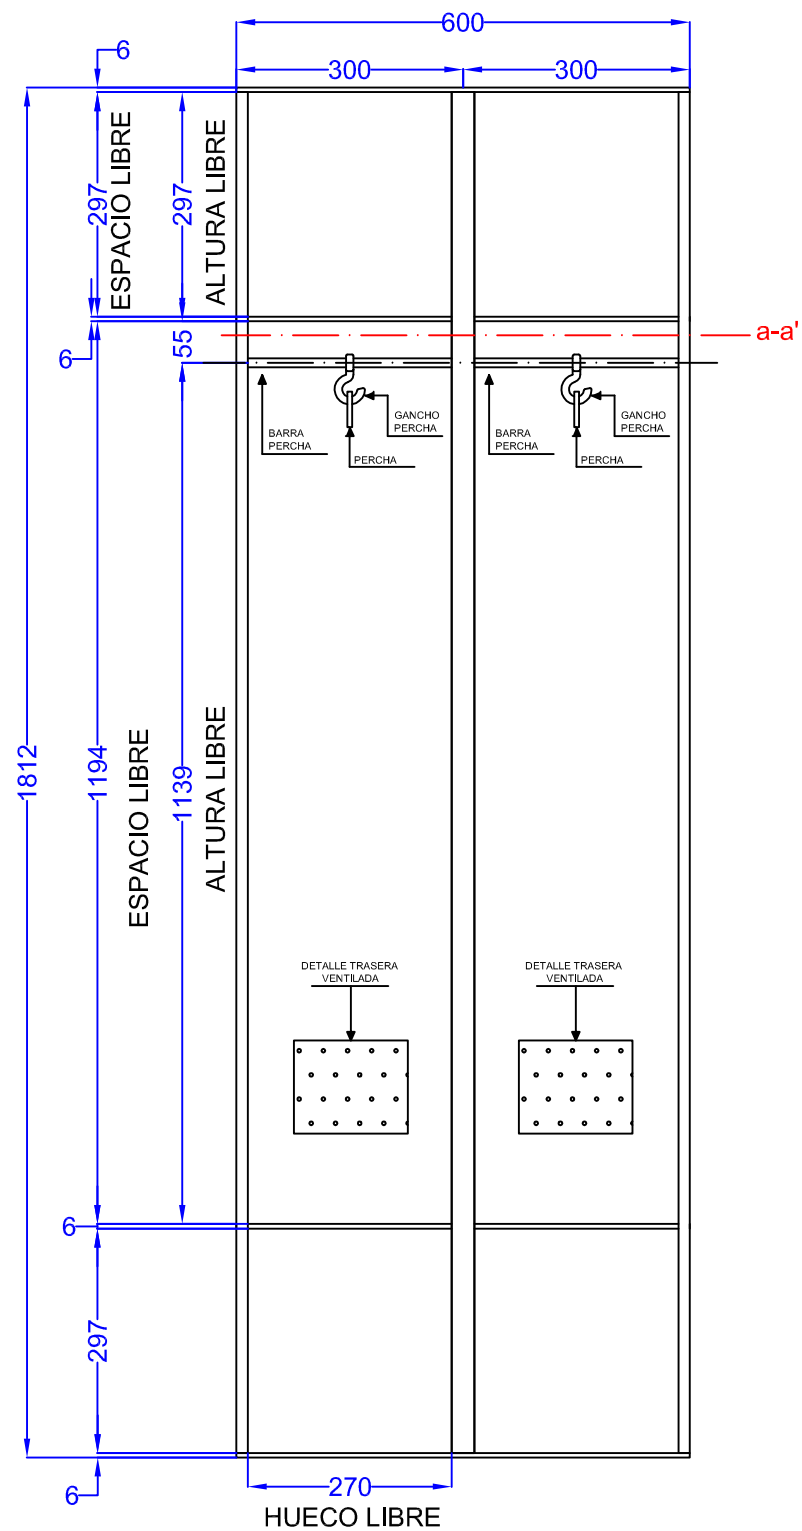 600
6
300
300
ESPACIO LIBRE
ALTURA LIBRE
297
297
a-a'
55
6
GANCHO
PERCHA
BARRA
PERCHA
PERCHA
GANCHO
PERCHA
BARRA
PERCHA
PERCHA
1812
1194
ESPACIO LIBRE
1139
ALTURA LIBRE
DETALLE TRASERA
VENTILADA
DETALLE TRASERA
VENTILADA
6
297
6
270
HUECO LIBRE